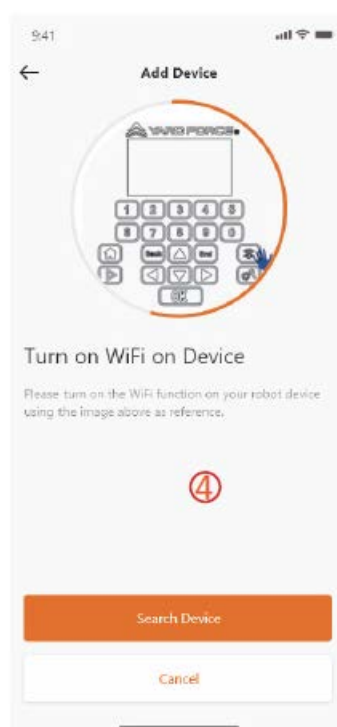 9:41
Add Device
YARD FORCE
1 2 3 4 5
6 7 8 9 0
Back End
Turn on WiFi on Device
Please turn on the WiFi function on your robot device
using the image above as reference.
4
Search Device
Cancel